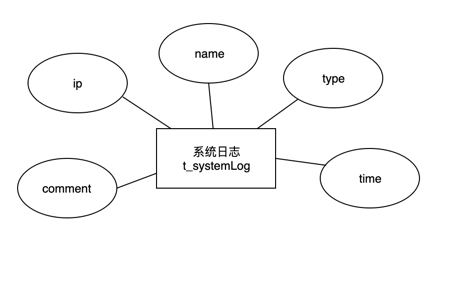 name
ip
type
系统日志
t_systemLog
comment
time